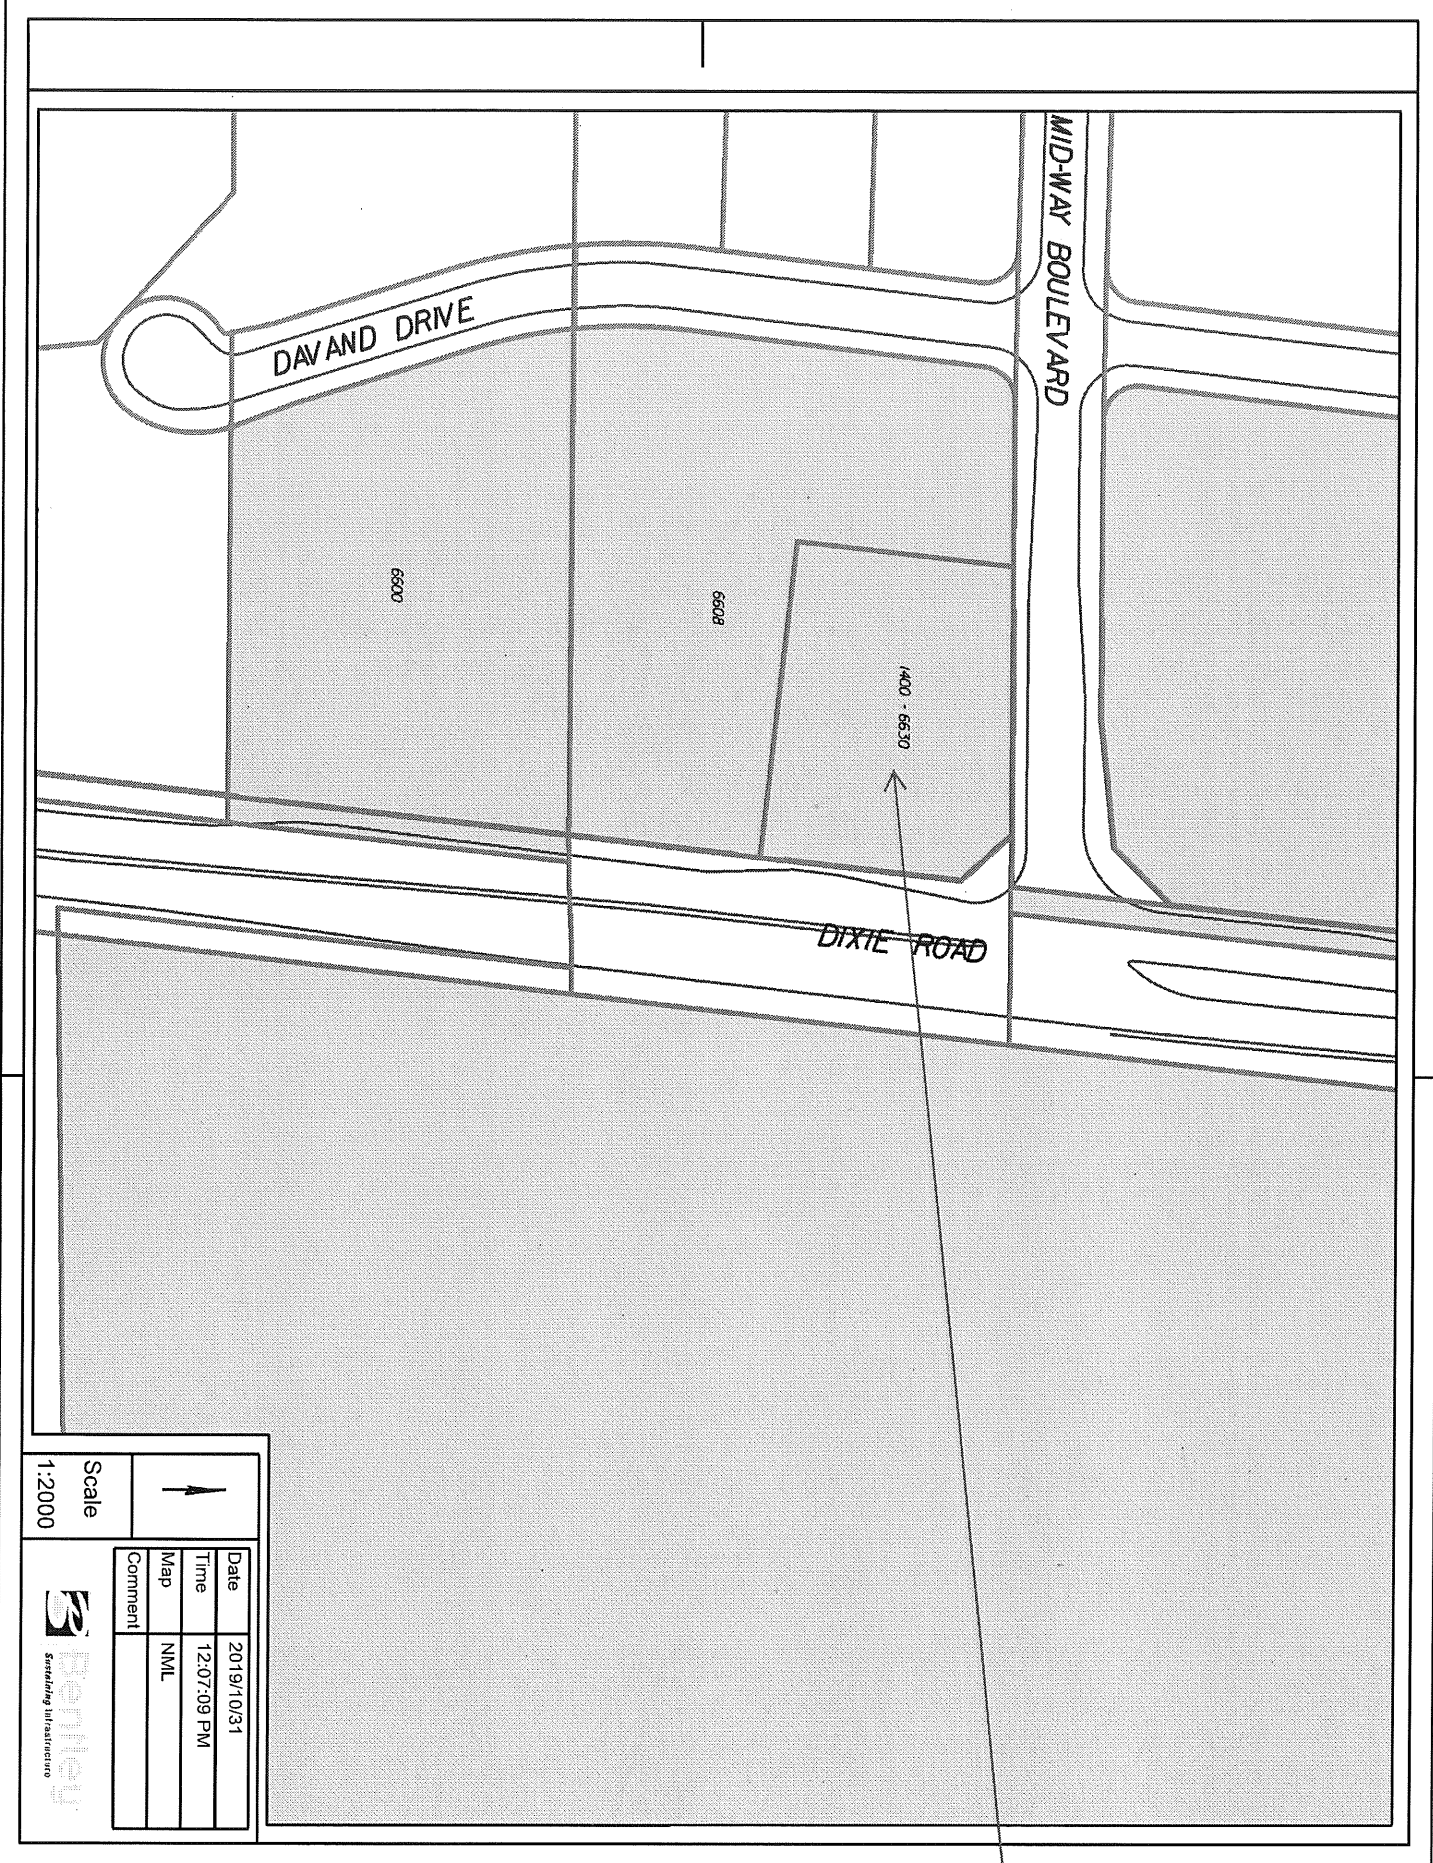 MID-WAY BOULEVARD
DAVAND DRIVE
6600
6608
1400 - 6630
DIXIE ROAD
Scale
1:2000
Date 2019/10/31
Time 12:07:09 PM
Map NML
Comment
Bentley
Sustaining Infrastructure